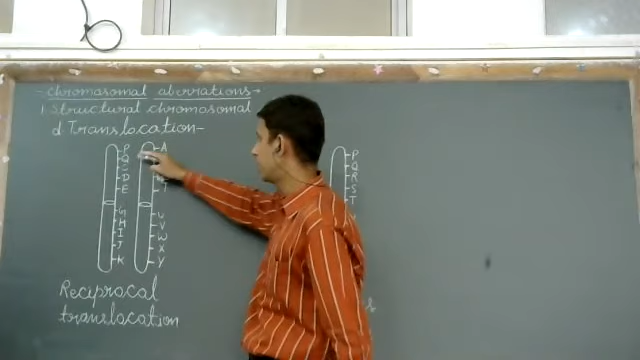 Chromosomal aberrations
1. Structural chromosomal
d Translocation-
P
Q
C
D
E
G
H
I
J
K
A
T
U
V
W
X
Y
P
Q
R
S
T
Reciprocal
translocation